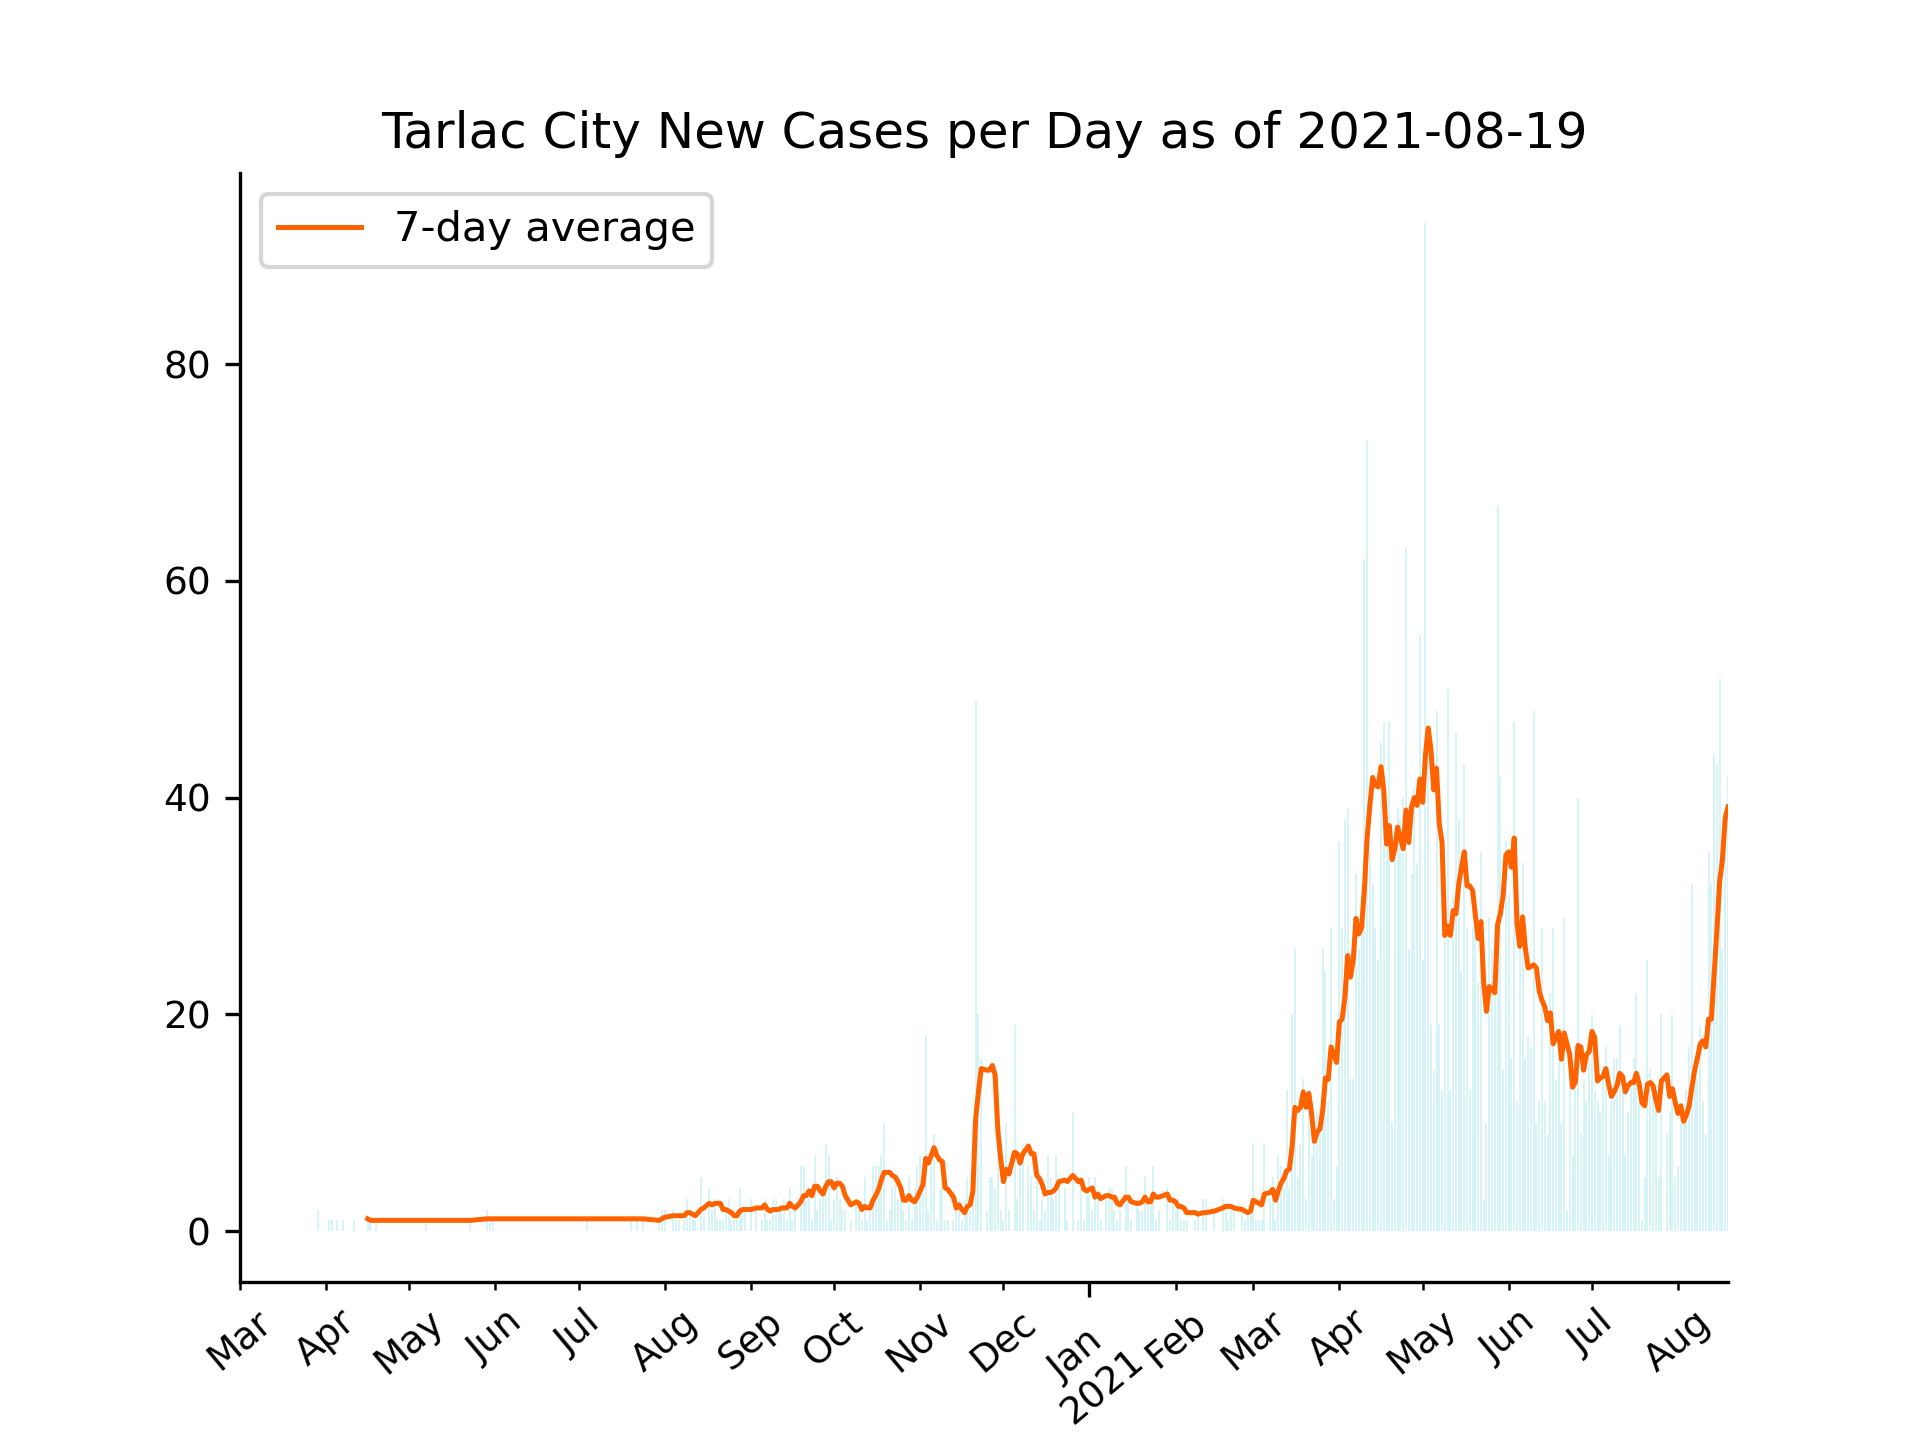 Tarlac City New Cases per Day as of 2021-08-19
7-day average
80
60
40
20
0
Mar Apr May Jun Jul Aug Sep Oct Nov Dec Jan Feb Mar Apr May Jun Jul Aug
2021